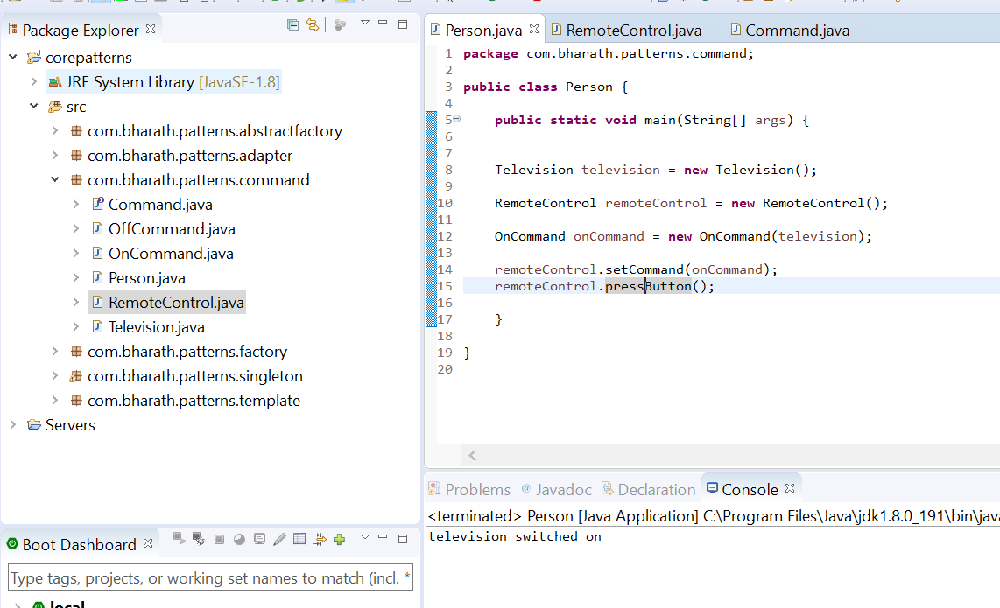 Package Explorer
corepatterns
JRE System Library [JavaSE-1.8]
src
com.bharath.patterns.abstractfactory
com.bharath.patterns.adapter
com.bharath.patterns.command
Command.java
OffCommand.java
OnCommand.java
Person.java
RemoteControl.java
Television.java
com.bharath.patterns.factory
com.bharath.patterns.singleton
com.bharath.patterns.template
Servers
Boot Dashboard
Type tags, projects, or working set names to match (incl. *
local
Person.java RemoteControl.java Command.java
1 package com.bharath.patterns.command;
2
3 public class Person {
4
5 public static void main(String[] args) {
6
7
8 Television television = new Television();
9
10 RemoteControl remoteControl = new RemoteControl();
11
12 OnCommand onCommand = new OnCommand(television);
13
14 remoteControl.setCommand(onCommand);
15 remoteControl.pressButton();
16
17 }
18
19 }
20
Problems @ Javadoc Declaration Console
<terminated> Person [Java Application] C:\Program Files\Java\jdk1.8.0_191\bin\java
television switched on